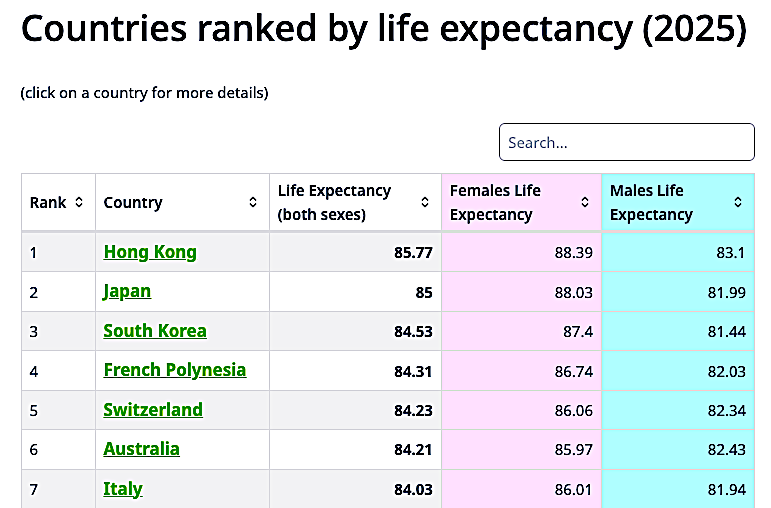 Countries ranked by life expectancy (2025)
(click on a country for more details)
Search...
Rank Country Life Expectancy (both sexes) Females Life Expectancy Males Life Expectancy
1 Hong Kong 85.77 88.39 83.1
2 Japan 85 88.03 81.99
3 South Korea 84.53 87.4 81.44
4 French Polynesia 84.31 86.74 82.03
5 Switzerland 84.23 86.06 82.34
6 Australia 84.21 85.97 82.43
7 Italy 84.03 86.01 81.94